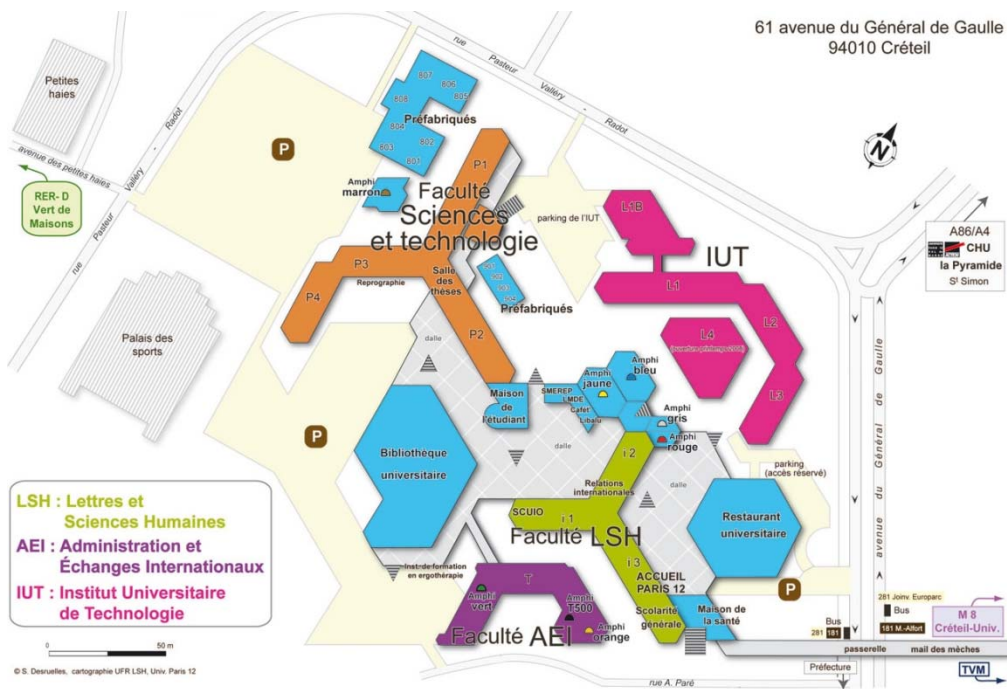 61 avenue du Général de Gaulle
94010 Créteil
Petites
haies
avenue des petites haies
RER- D
Vert de
Maisons
rue Pasteur Valléry Radot
rue Pasteur Valléry - Radot
P
807
806
805
808
Préfabriqués
804
802
803
801
Amphi
marron
P1
Faculté
Sciences
et technologie
parking de l'IUT
L1B
IUT
A86/A4
CHU
la Pyramide
St Simon
P3
Reprographie
Salle
des
thèses
901
902
903
904
Préfabriqués
L1
P4
P2
L2
L4
L3
Palais des
sports
dalle
Amphi
bleu
Amphi
jaune
SMEREP
LMDE
Cafet
Maison
de
l'étudiant
Amphi
gris
Amphi
rouge
P
Bibliothèque
universitaire
dalle
i 2
Relations
internationales
dalle
parking
(accès réservé)
avenue du Général de Gaulle
Restaurant
universitaire
SCUIO
i 1
Faculté LSH
i 3
ACCUEIL
PARIS 12
P
LSH : Lettres et
Sciences Humaines
AEI : Administration et
Échanges Internationaux
IUT : Institut Universitaire
de Technologie
Inst. de formation
en ergothérapie
T
Amphi
vert
Amphi
T500
Amphi
orange
Faculté AEI
Scolarité
générale
Maison de
la santé
281 Joinv. Europarc
Bus
181 M.-Alfort
M 8
Créteil-Univ.
Bus
281 181
passerelle
mail des mèches
Préfecture
TVM
rue A. Paré
0
50 m
© S. Desruelles, cartographie UFR LSH, Univ. Paris 12